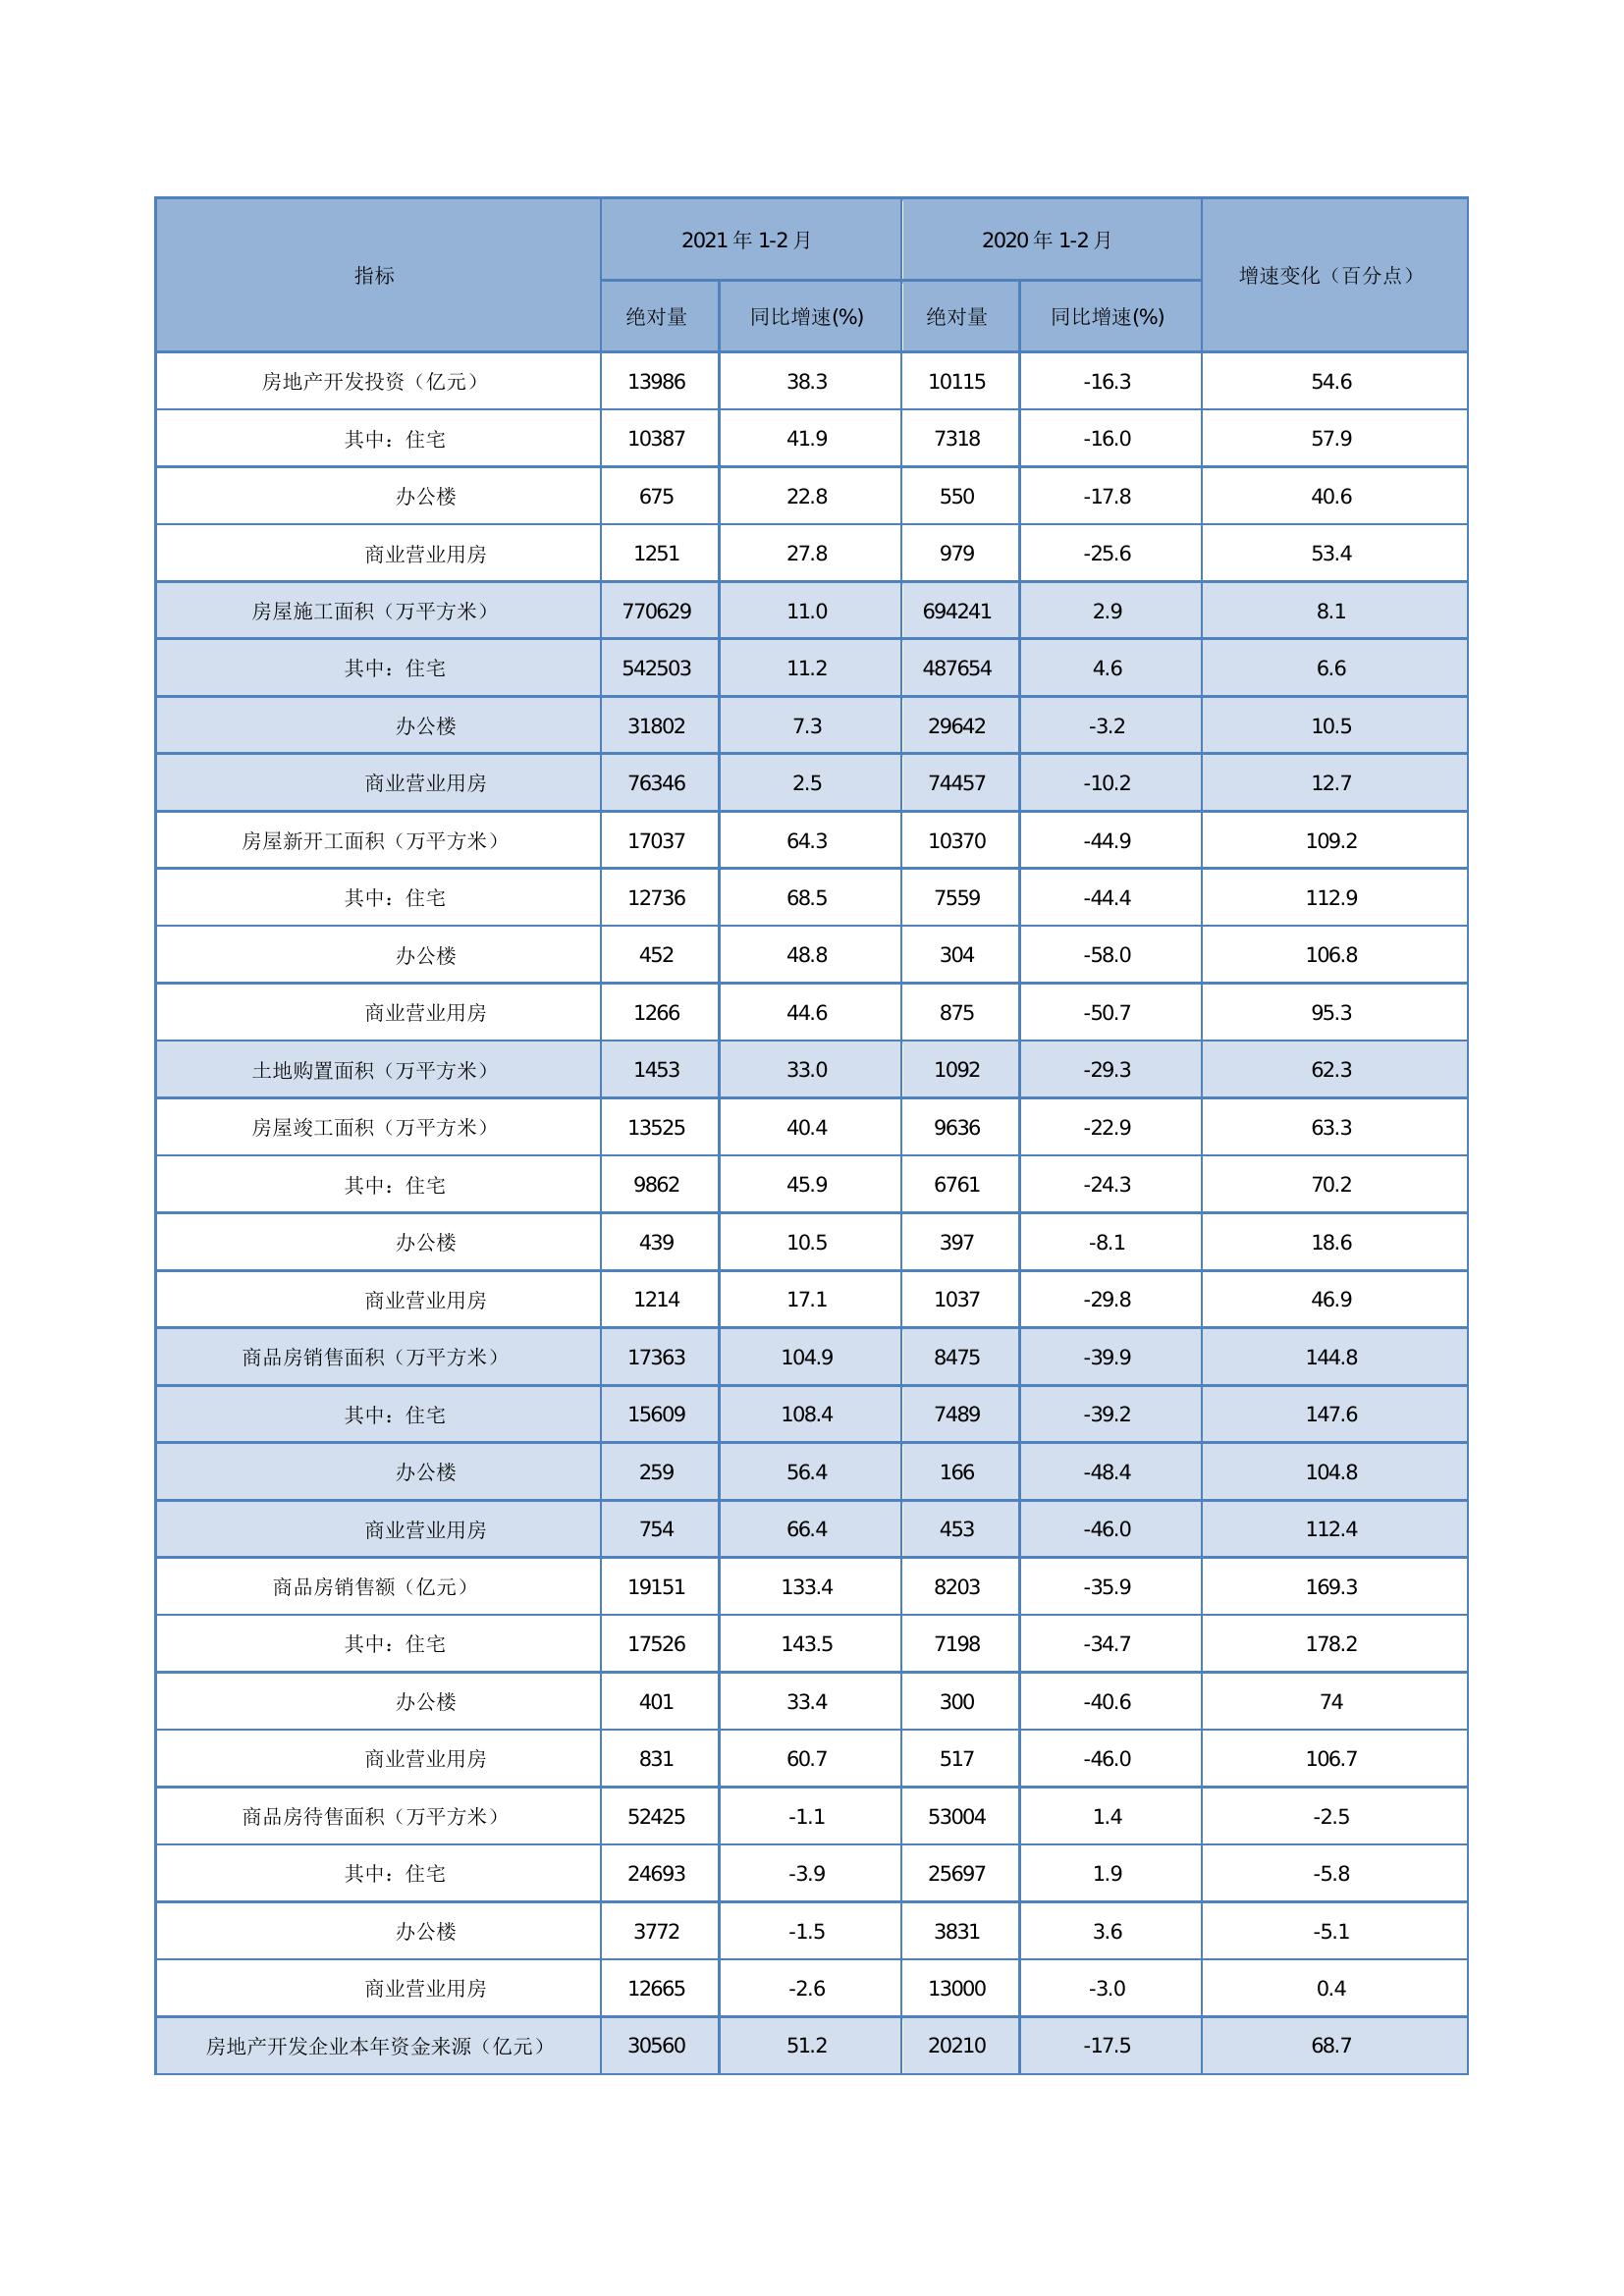 指标 2021 年 1-2 月 2020 年 1-2 月 增速变化（百分点）
绝对量 同比增速(%) 绝对量 同比增速(%)
房地产开发投资（亿元） 13986 38.3 10115 -16.3 54.6
其中：住宅 10387 41.9 7318 -16.0 57.9
办公楼 675 22.8 550 -17.8 40.6
商业营业用房 1251 27.8 979 -25.6 53.4
房屋施工面积（万平方米） 770629 11.0 694241 2.9 8.1
其中：住宅 542503 11.2 487654 4.6 6.6
办公楼 31802 7.3 29642 -3.2 10.5
商业营业用房 76346 2.5 74457 -10.2 12.7
房屋新开工面积（万平方米） 17037 64.3 10370 -44.9 109.2
其中：住宅 12736 68.5 7559 -44.4 112.9
办公楼 452 48.8 304 -58.0 106.8
商业营业用房 1266 44.6 875 -50.7 95.3
土地购置面积（万平方米） 1453 33.0 1092 -29.3 62.3
房屋竣工面积（万平方米） 13525 40.4 9636 -22.9 63.3
其中：住宅 9862 45.9 6761 -24.3 70.2
办公楼 439 10.5 397 -8.1 18.6
商业营业用房 1214 17.1 1037 -29.8 46.9
商品房销售面积（万平方米） 17363 104.9 8475 -39.9 144.8
其中：住宅 15609 108.4 7489 -39.2 147.6
办公楼 259 56.4 166 -48.4 104.8
商业营业用房 754 66.4 453 -46.0 112.4
商品房销售额（亿元） 19151 133.4 8203 -35.9 169.3
其中：住宅 17526 143.5 7198 -34.7 178.2
办公楼 401 33.4 300 -40.6 74
商业营业用房 831 60.7 517 -46.0 106.7
商品房待售面积（万平方米） 52425 -1.1 53004 1.4 -2.5
其中：住宅 24693 -3.9 25697 1.9 -5.8
办公楼 3772 -1.5 3831 3.6 -5.1
商业营业用房 12665 -2.6 13000 -3.0 0.4
房地产开发企业本年资金来源（亿元） 30560 51.2 20210 -17.5 68.7